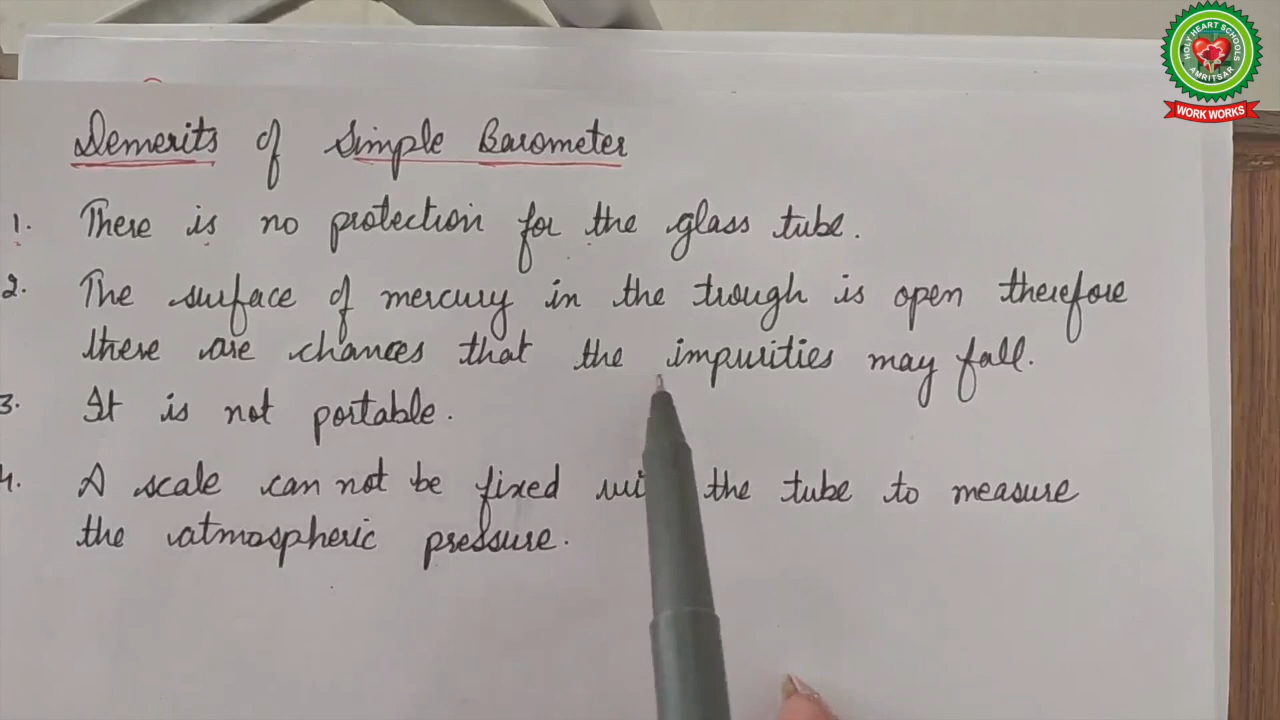 HOLY HEART SCHOOLS
AMRITSAR
WORK WORKS
Demerits of Simple Barometer
1. There is no protection for the glass tube.
2. The surface of mercury in the trough is open therefore
there are chances that the impurities may fall.
3. It is not portable.
4. A scale can not be fixed the tube to measure
the atmospheric pressure.